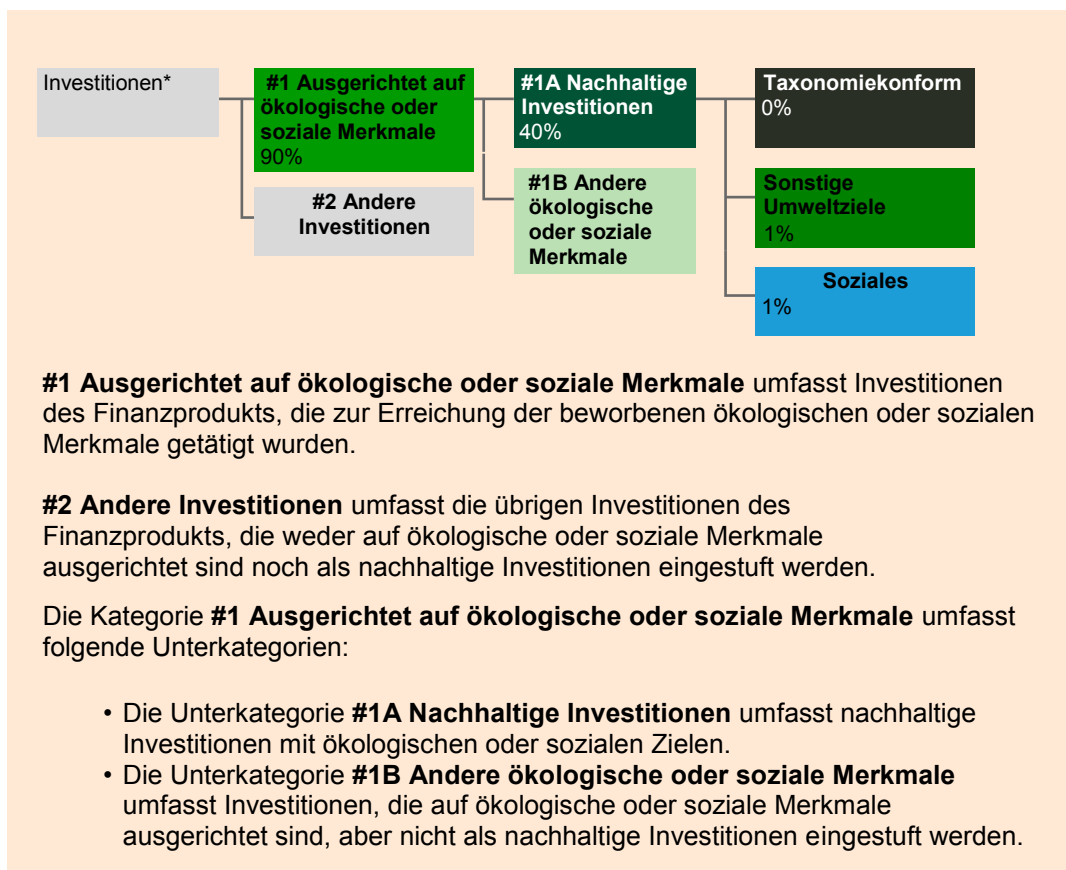 Investitionen*
#1 Ausgerichtet auf
ökologische oder
soziale Merkmale
90%
#2 Andere
Investitionen
#1A Nachhaltige
Investitionen
40%
#1B Andere
ökologische
oder soziale
Merkmale
Taxonomiekonform
0%
Sonstige
Umweltziele
1%
Soziales
1%
#1 Ausgerichtet auf ökologische oder soziale Merkmale umfasst Investitionen
des Finanzprodukts, die zur Erreichung der beworbenen ökologischen oder sozialen
Merkmale getätigt wurden.
#2 Andere Investitionen umfasst die übrigen Investitionen des
Finanzprodukts, die weder auf ökologische oder soziale Merkmale
ausgerichtet sind noch als nachhaltige Investitionen eingestuft werden.
Die Kategorie #1 Ausgerichtet auf ökologische oder soziale Merkmale umfasst
folgende Unterkategorien:
• Die Unterkategorie #1A Nachhaltige Investitionen umfasst nachhaltige
Investitionen mit ökologischen oder sozialen Zielen.
• Die Unterkategorie #1B Andere ökologische oder soziale Merkmale
umfasst Investitionen, die auf ökologische oder soziale Merkmale
ausgerichtet sind, aber nicht als nachhaltige Investitionen eingestuft werden.